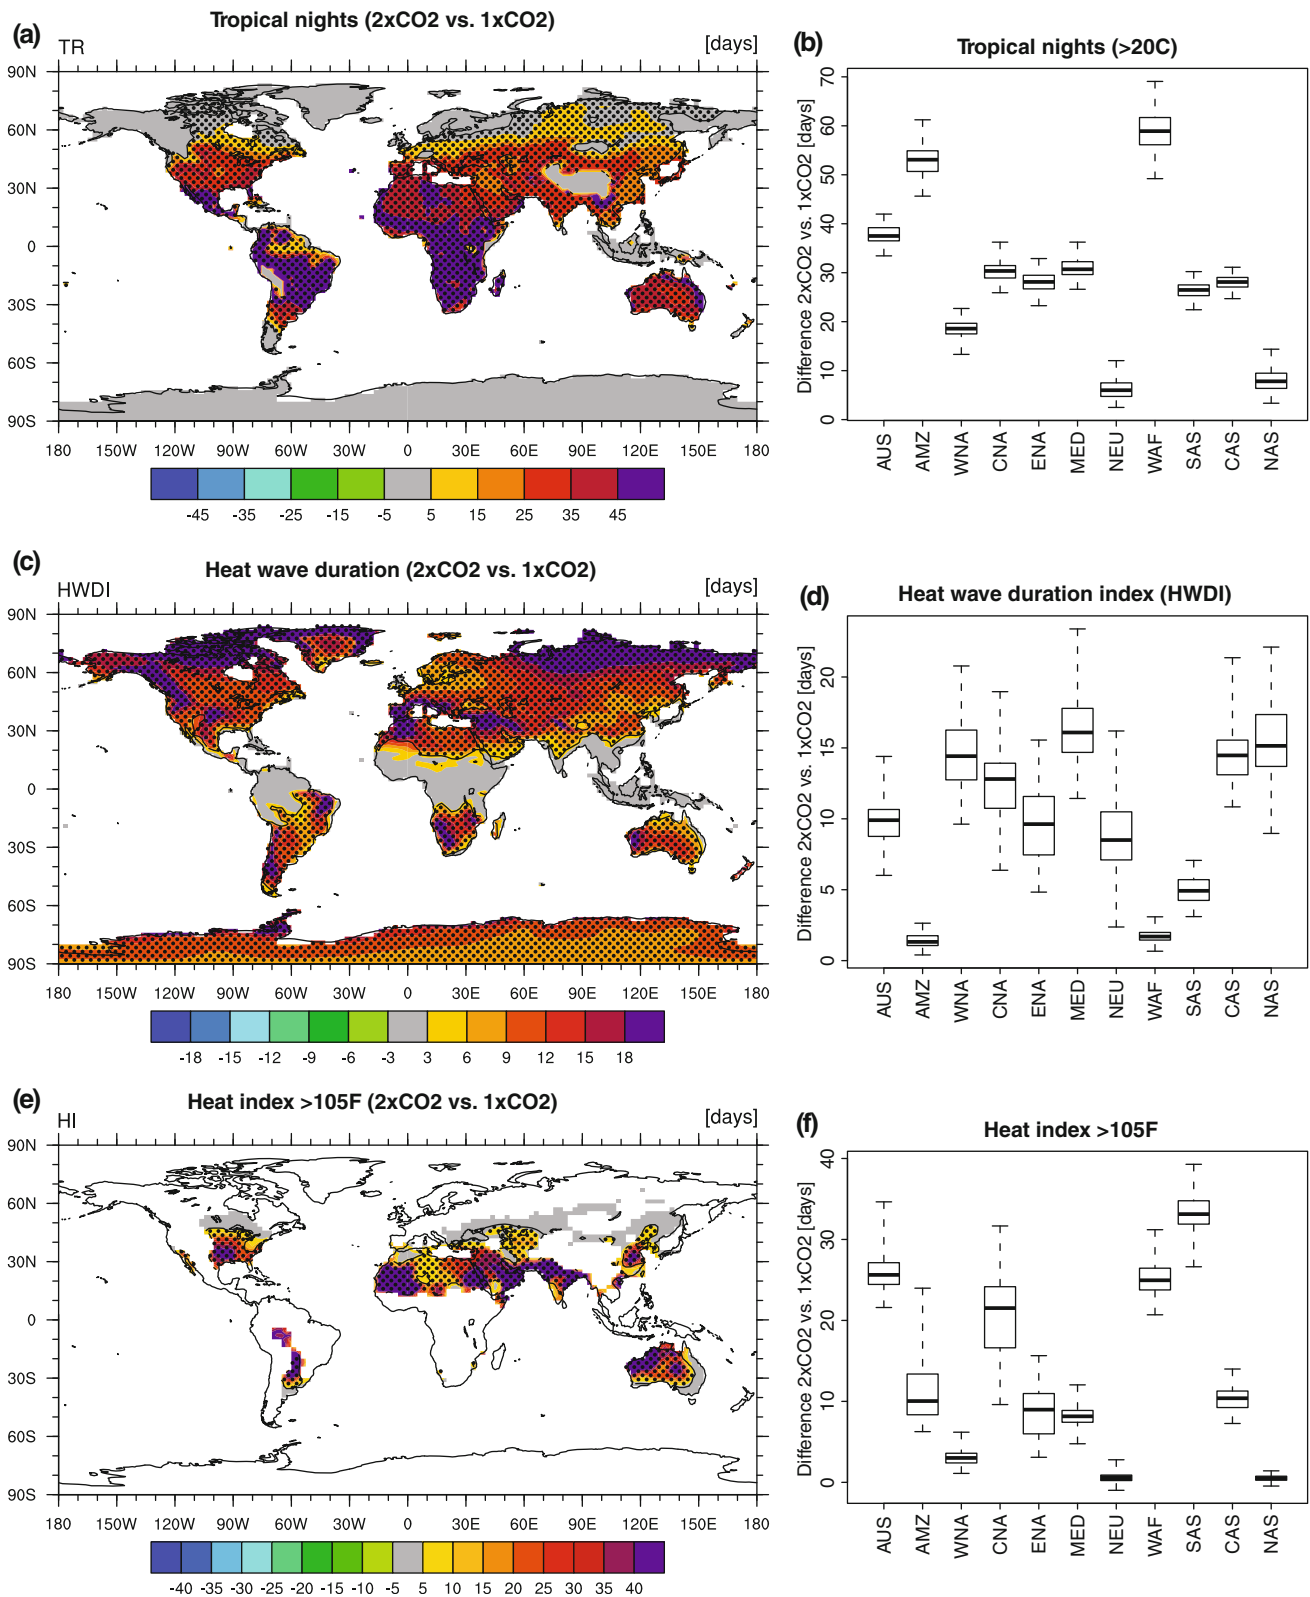 (a)
Tropical nights (2xCO2 vs. 1xCO2)
TR
[days]
90N
60N
30N
0
30S
60S
90S
180 150W 120W 90W 60W 30W 0 30E 60E 90E 120E 150E 180
-45 -35 -25 -15 -5 5 15 25 35 45
(b)
Tropical nights (>20C)
Difference 2xCO2 vs. 1xCO2 [days]
70
60
50
40
30
20
10
0
AUS AMZ WNA CNA ENA MED NEU WAF SAS CAS NAS
(c)
Heat wave duration (2xCO2 vs. 1xCO2)
HWDI
[days]
90N
60N
30N
0
30S
60S
90S
180 150W 120W 90W 60W 30W 0 30E 60E 90E 120E 150E 180
-18 -15 -12 -9 -6 -3 3 6 9 12 15 18
(d)
Heat wave duration index (HWDI)
Difference 2xCO2 vs. 1xCO2 [days]
20
15
10
5
0
AUS AMZ WNA CNA ENA MED NEU WAF SAS CAS NAS
(e)
Heat index >105F (2xCO2 vs. 1xCO2)
HI
[days]
90N
60N
30N
0
30S
60S
90S
180 150W 120W 90W 60W 30W 0 30E 60E 90E 120E 150E 180
-40 -35 -25 -20 -15 -10 -5 5 10 15 20 25 30 35 40
(f)
Heat index >105F
Difference 2xCO2 vs. 1xCO2 [days]
40
30
20
10
0
AUS AMZ WNA CNA ENA MED NEU WAF SAS CAS NAS